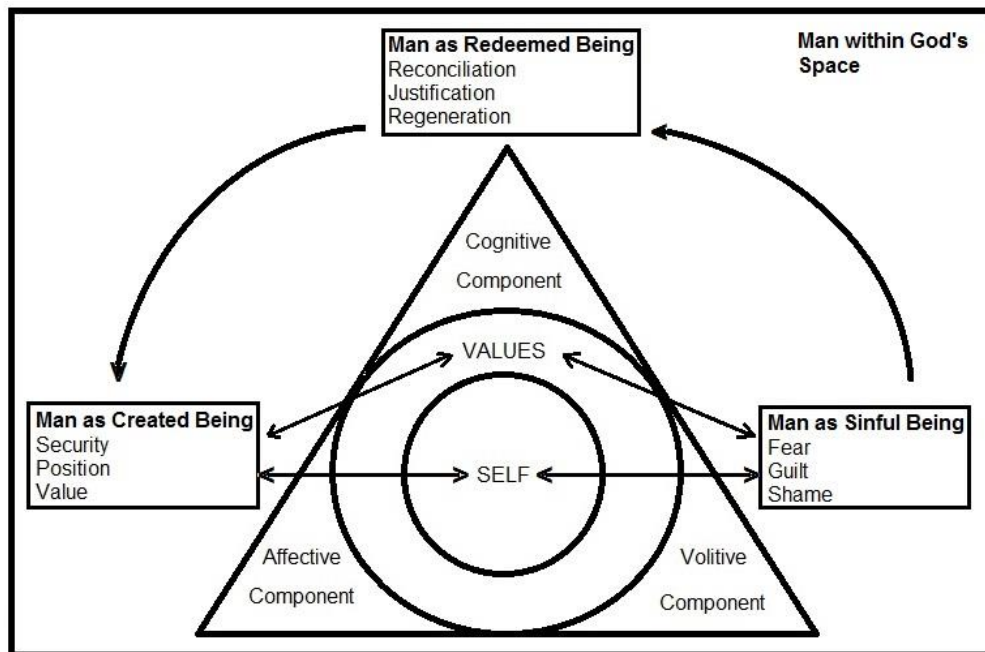 Man as Redeemed Being
Reconciliation
Justification
Regeneration
Man within God's
Space
Cognitive
Component
VALUES
Man as Created Being
Security
Position
Value
SELF
Man as Sinful Being
Fear
Guilt
Shame
Affective
Component
Volitive
Component